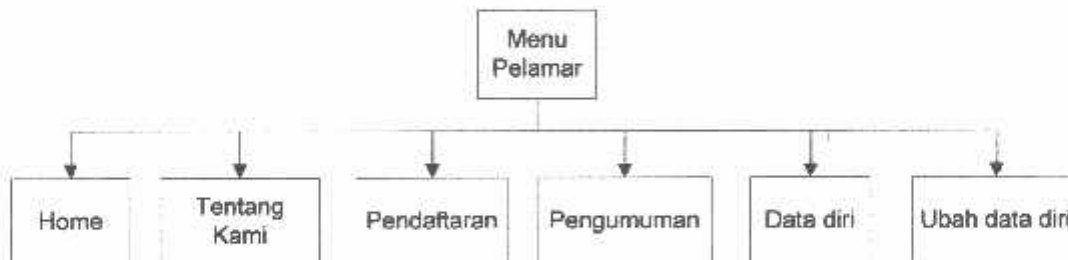 Menu
Pelamar
Home
Tentang
Kami
Pendaftaran
Pengumuman
Data diri
Ubah data diri